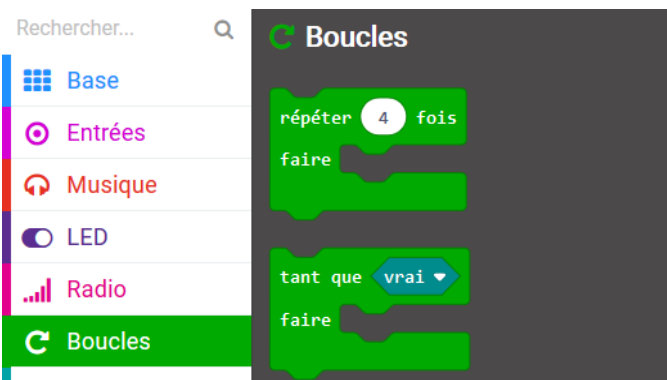 Rechercher...
Base
Entrées
Musique
LED
Radio
Boucles
Boucles
répéter 4 fois
faire
tant que vrai
faire